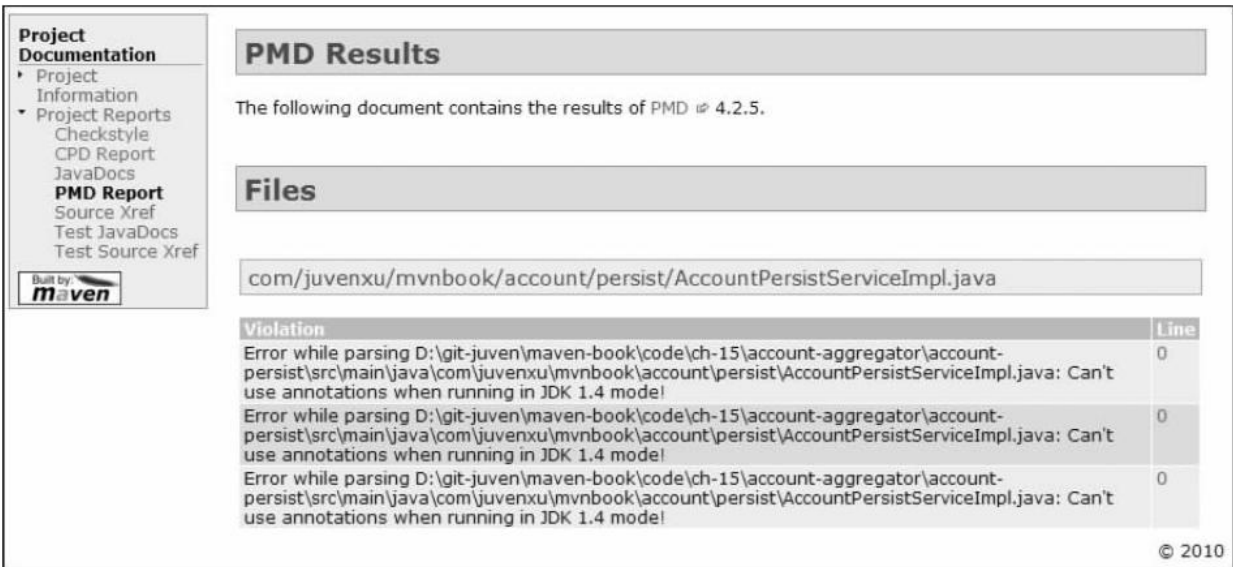 Project
Documentation
Project
Information
Project Reports
Checkstyle
CPD Report
JavaDocs
PMD Report
Source Xref
Test JavaDocs
Test Source Xref
Built by:
maven
PMD Results
The following document contains the results of PMD 4.2.5.
Files
com/juvenxu/mvnbook/account/persist/AccountPersistServiceImpl.java
Violation Line
Error while parsing D:\git-juven\maven-book\code\ch-15\account-aggregator\account- 0
persist\src\main\java\com\juvenxu\mvnbook\account\persist\AccountPersistServiceImpl.java: Can't
use annotations when running in JDK 1.4 mode!
Error while parsing D:\git-juven\maven-book\code\ch-15\account-aggregator\account- 0
persist\src\main\java\com\juvenxu\mvnbook\account\persist\AccountPersistServiceImpl.java: Can't
use annotations when running in JDK 1.4 mode!
Error while parsing D:\git-juven\maven-book\code\ch-15\account-aggregator\account- 0
persist\src\main\java\com\juvenxu\mvnbook\account\persist\AccountPersistServiceImpl.java: Can't
use annotations when running in JDK 1.4 mode!
© 2010